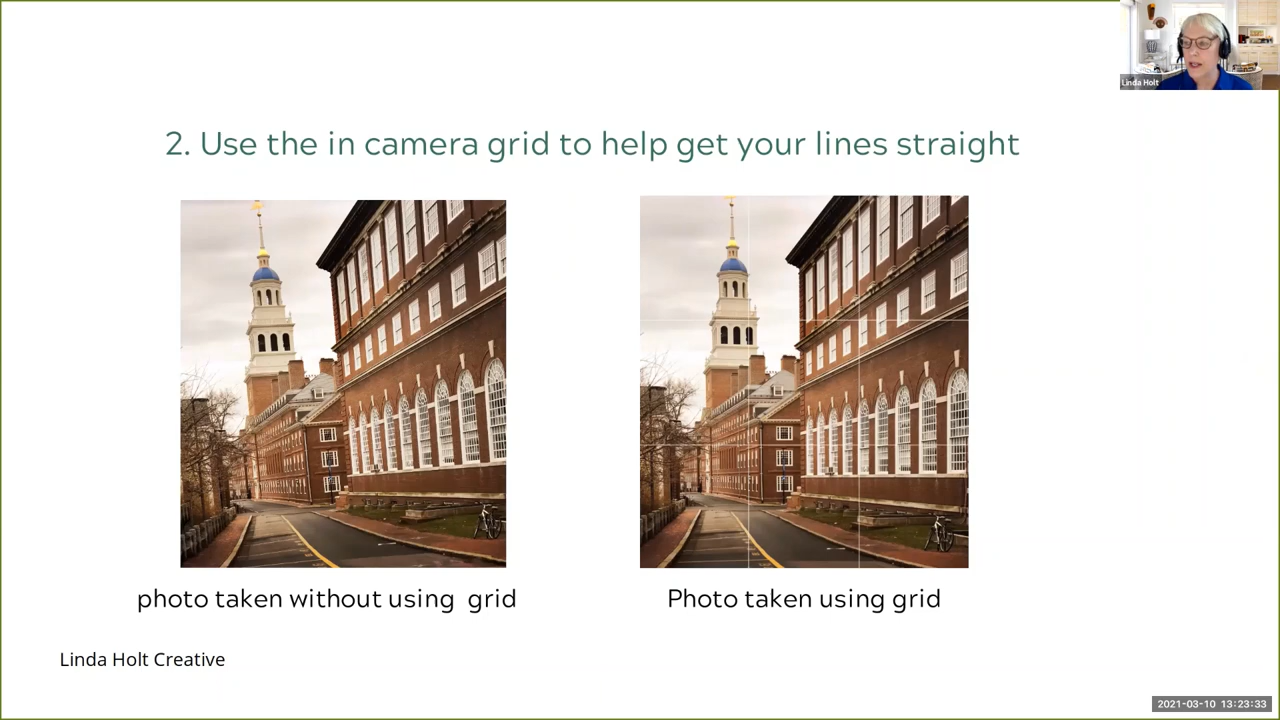 Linda Holt
2. Use the in camera grid to help get your lines straight
photo taken without using grid
Photo taken using grid
Linda Holt Creative
2021-03-10 13:23:33